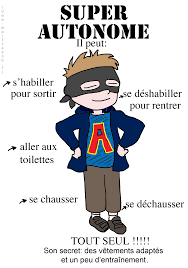 SUPER
AUTONOME
Il peut:
s'habiller
pour sortir
se déshabiller
pour rentrer
aller aux
toilettes
A
se chausser
se déchausser
TOUT SEUL !!!!!
Son secret: des vêtements adaptés
et un peu d'entraînement.